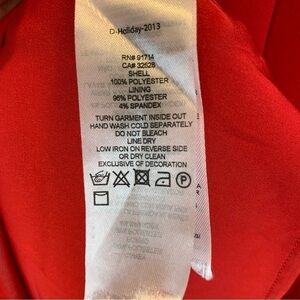 D-Holiday-2013
RN# 91714
CA# 32528
SHELL
100% POLYESTER
LINING
96% POLYESTER
4% SPANDEX
TURN GARMENT INSIDE OUT
HAND WASH COLD SEPARATELY
DO NOT BLEACH
LINE DRY
LOW IRON ON REVERSE SIDE
OR DRY CLEAN
EXCLUSIVE OF DECORATION
P